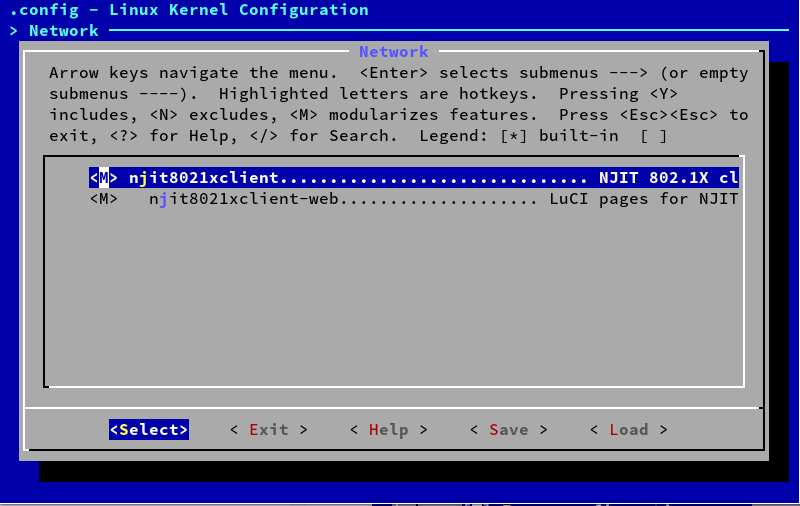 .config - Linux Kernel Configuration
> Network
Network
Arrow keys navigate the menu.  <Enter> selects submenus ---> (or empty
submenus ----).  Highlighted letters are hotkeys.  Pressing <Y>
includes, <N> excludes, <M> modularizes features.  Press <Esc><Esc> to
exit, <?> for Help, </> for Search.  Legend: [*] built-in  [ ]
<M> njit8021xclient............................... NJIT 802.1X cl
<M>   njit8021xclient-web.................... LuCI pages for NJIT
<Select>    < Exit >    < Help >    < Save >    < Load >